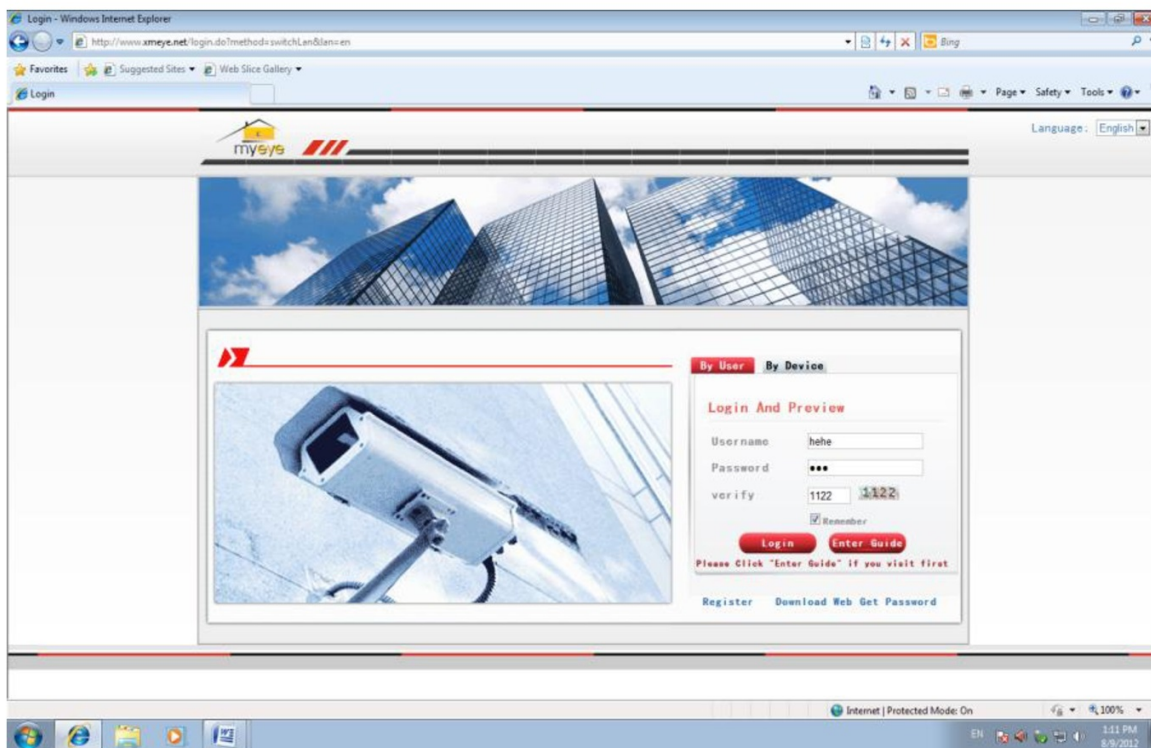 Login - Windows Internet Explorer
http://www.xmeye.net/login.do?method=switchLan&lan=en
Bing
Favorites Suggested Sites Web Slice Gallery
Login
Page Safety Tools
Language: English
myeye
By User By Device
Login And Preview
Username hehe
Password
verify 1122 1122
Remember
Login Enter Guide
Please Click "Enter Guide" if you visit first
Register Download Web Get Password
Internet | Protected Mode: On 100%
EN 1:11 PM
8/9/2012